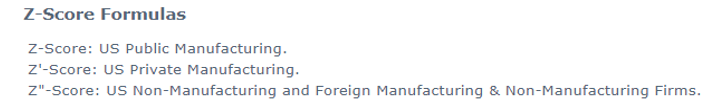 Z-Score Formulas
Z-Score: US Public Manufacturing.
Z'-Score: US Private Manufacturing.
Z"-Score: US Non-Manufacturing and Foreign Manufacturing & Non-Manufacturing Firms.